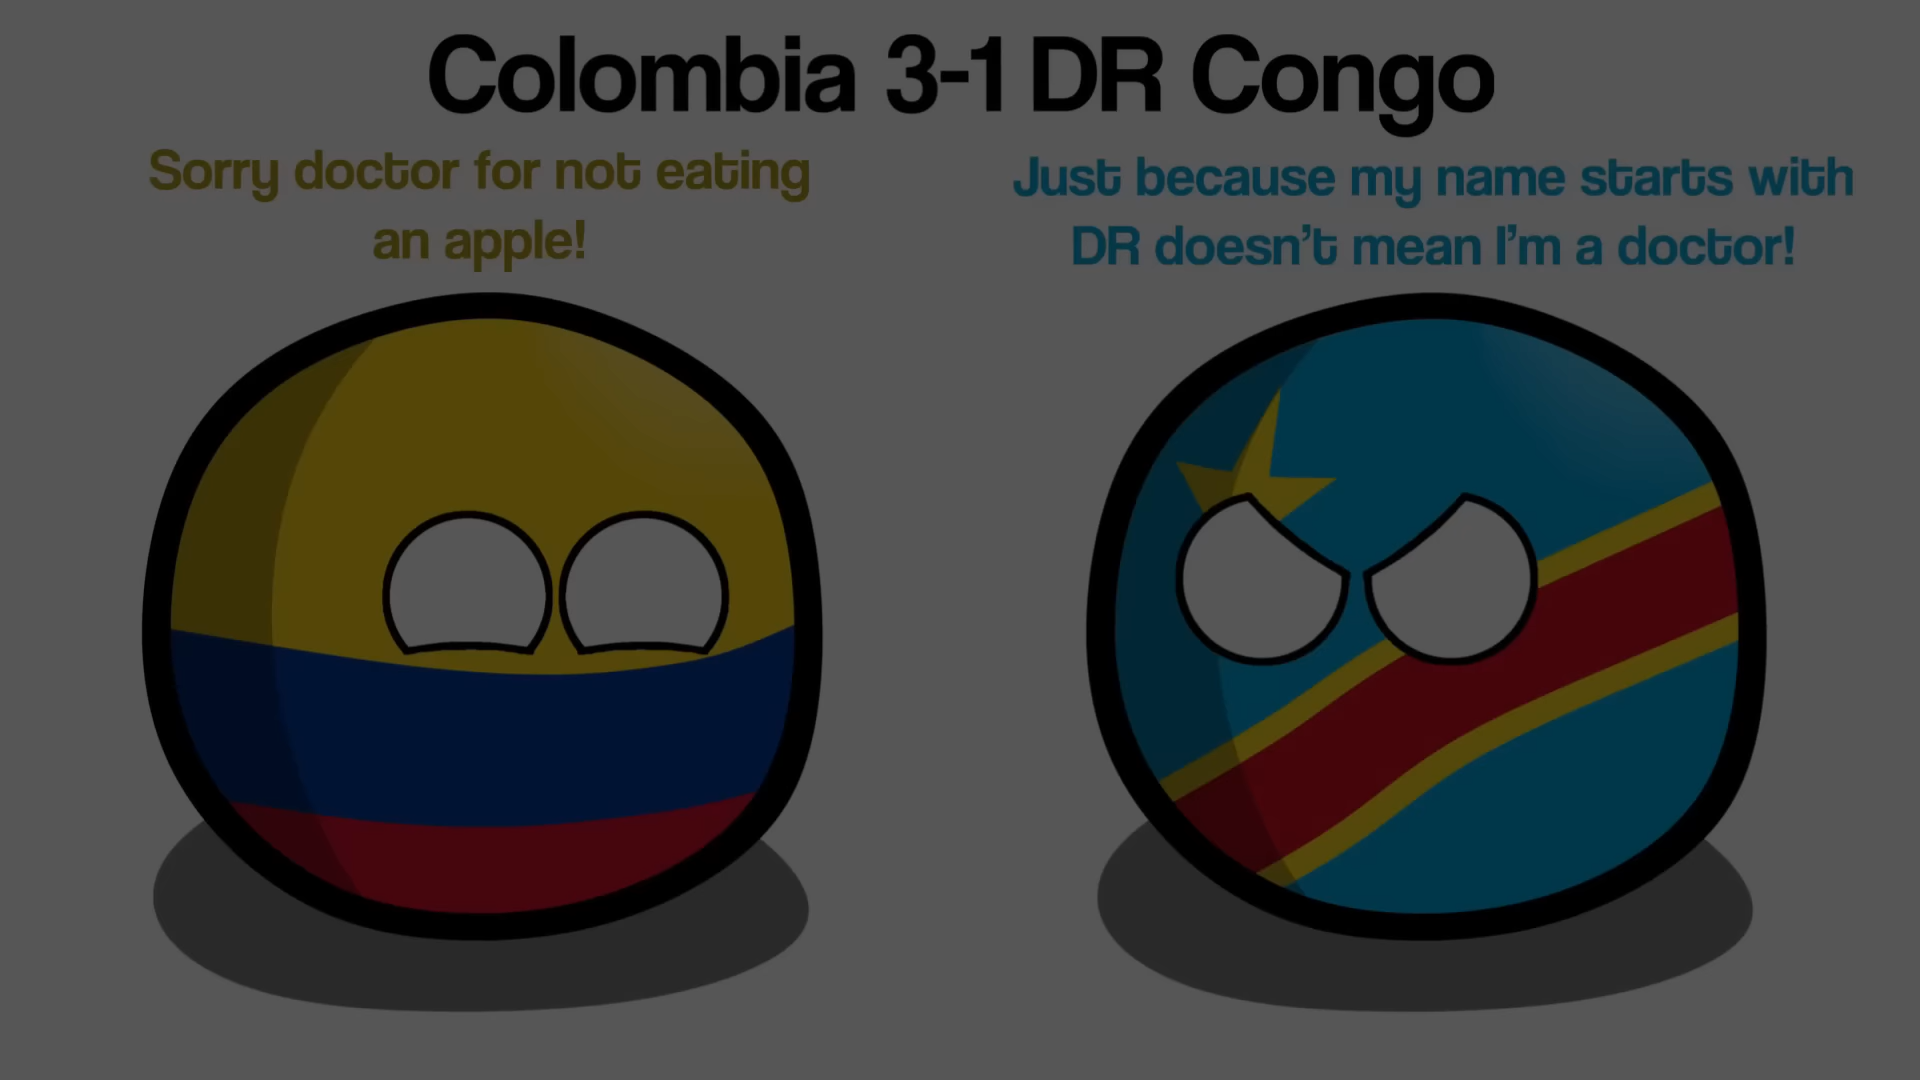 Colombia 3-1 DR Congo
Sorry doctor for not eating
an apple!
Just because my name starts with
DR doesn't mean I'm a doctor!